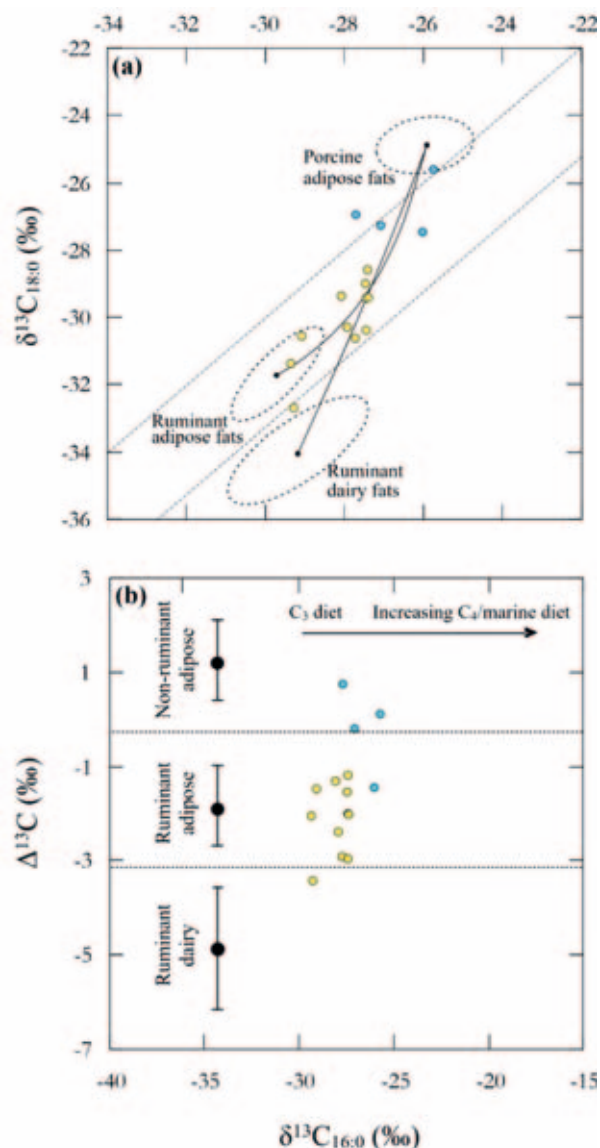 -34 -32 -30 -28 -26 -24 -22
-22
(a)
-24
Porcine
adipose fats
-26
-28
δ¹³C₁₈:₀ (‰)
-30
-32
Ruminant
adipose fats
-34
Ruminant
dairy fats
-36
3
(b)
C₃ diet Increasing C₄/marine diet
Non-ruminant
adipose
1
-1
Ruminant
adipose
Δ¹³C (‰)
-3
Ruminant
dairy
-5
-7
-40 -35 -30 -25 -20 -15
δ¹³C₁₆:₀ (‰)